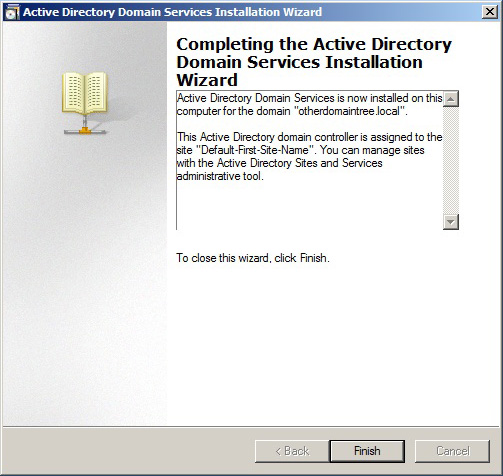 Active Directory Domain Services Installation Wizard
Completing the Active Directory
Domain Services Installation
Wizard
Active Directory Domain Services is now installed on this
computer for the domain "otherdomaintree.local".
This Active Directory domain controller is assigned to the
site "Default-First-Site-Name". You can manage sites
with the Active Directory Sites and Services
administrative tool.
To close this wizard, click Finish.
< Back
Finish
Cancel